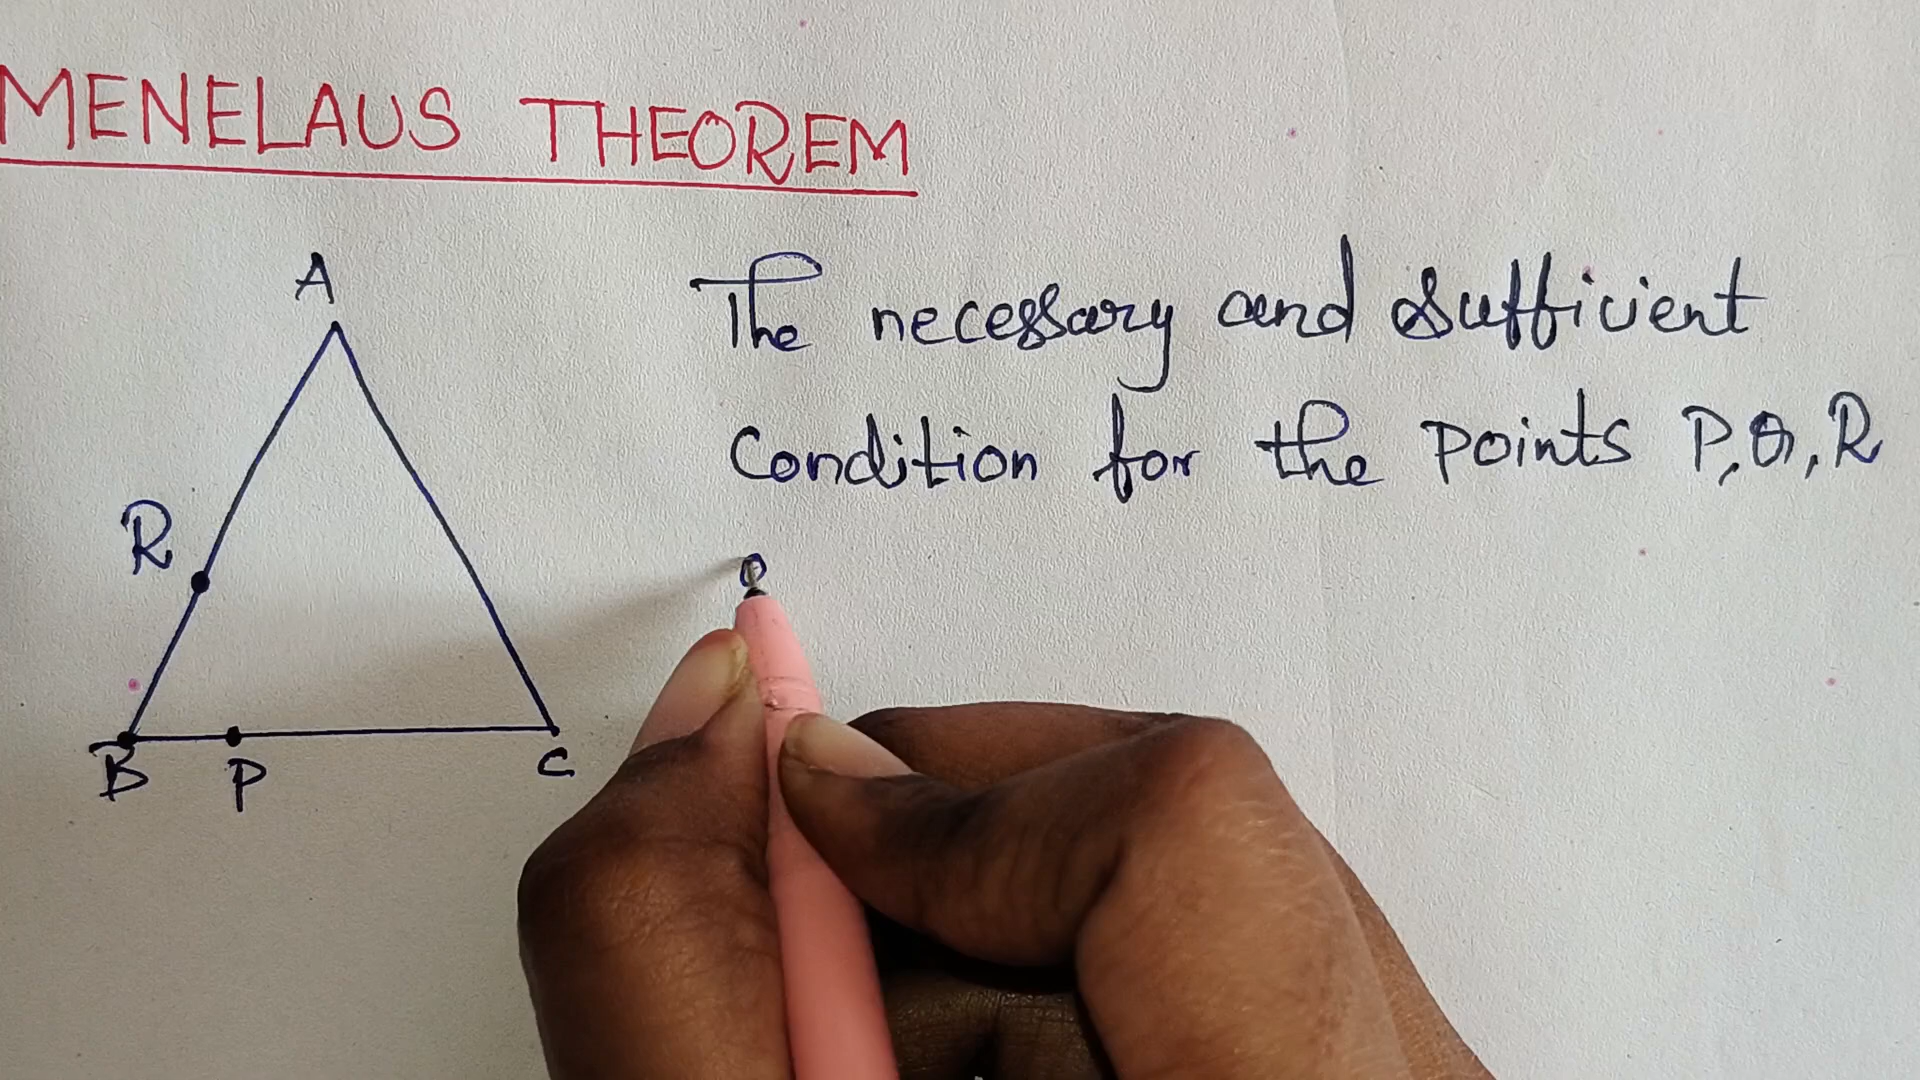 MENELAUS THEOREM
A
The necessary and sufficient
condition for the points P, Q, R
R
B P C